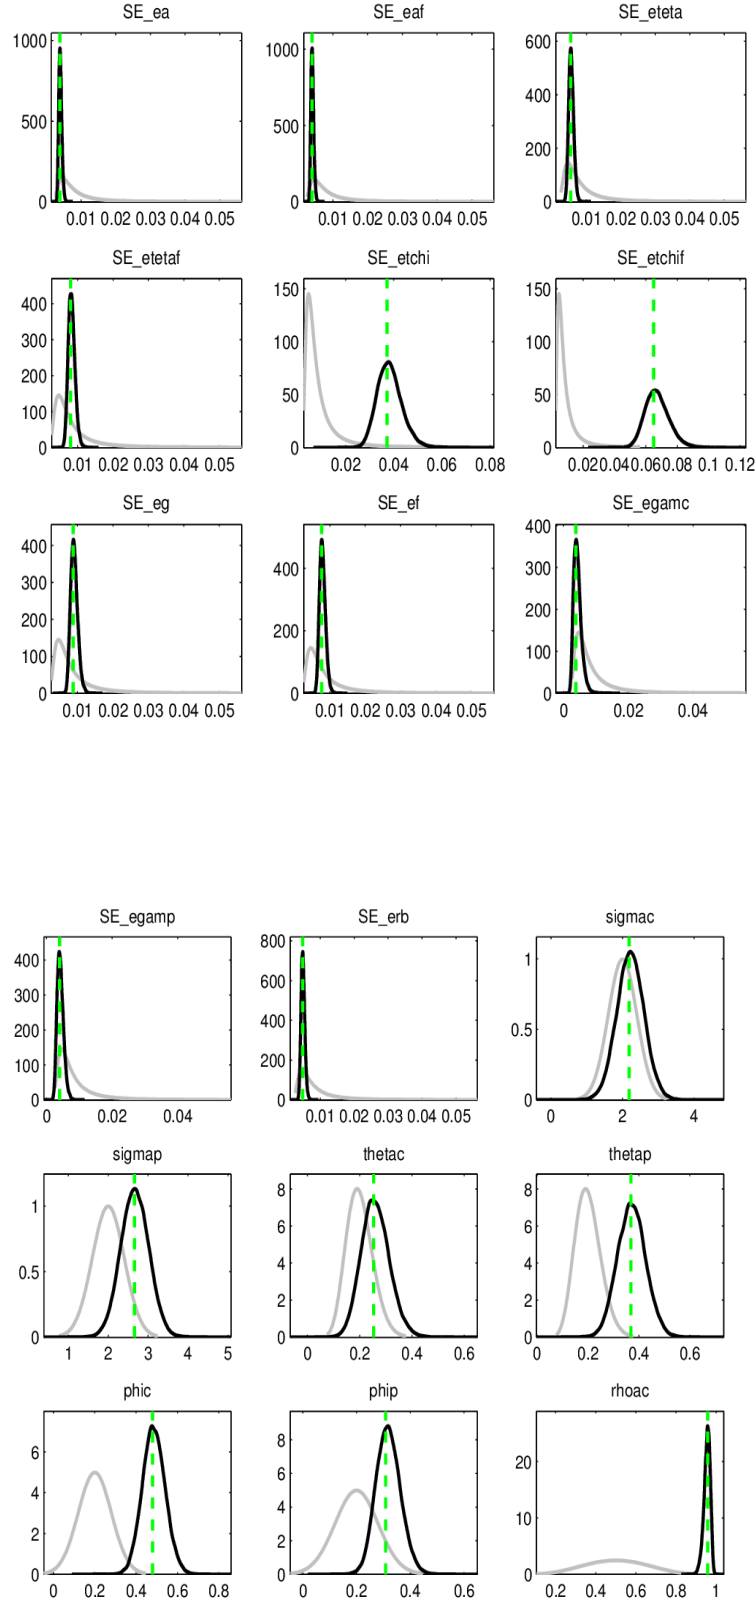 SE_ea SE_eaf SE_eteta
1000 1000 600
400
500 500
200
0 0 0
0.01 0.02 0.03 0.04 0.05 0.01 0.02 0.03 0.04 0.05 0.01 0.02 0.03 0.04 0.05
SE_etetaf SE_etchi SE_etchif
400 150 150
300 100 100
200
100 50 50
0 0 0
0.01 0.02 0.03 0.04 0.05 0.02 0.04 0.06 0.08 0.02 0.04 0.06 0.08 0.1 0.12
SE_eg SE_ef SE_egamc
400 400 400
300 300
200 200 200
100 100
0 0 0
0.01 0.02 0.03 0.04 0.05 0.01 0.02 0.03 0.04 0.05 0 0.02 0.04
SE_egamp SE_erb sigmac
400 800 1
300 600
200 400 0.5
100 200
0 0 0
0 0.02 0.04 0.01 0.02 0.03 0.04 0.05 0 2 4
sigmap thetac thetap
1 8 8
6 6
0.5 4 4
2 2
0 0 0
1 2 3 4 5 0 0.2 0.4 0.6 0 0.2 0.4 0.6
phic phip rhoac
6 8 20
4 6
4 10
2 2
0 0 0
0 0.2 0.4 0.6 0.8 0 0.2 0.4 0.6 0.2 0.4 0.6 0.8 1